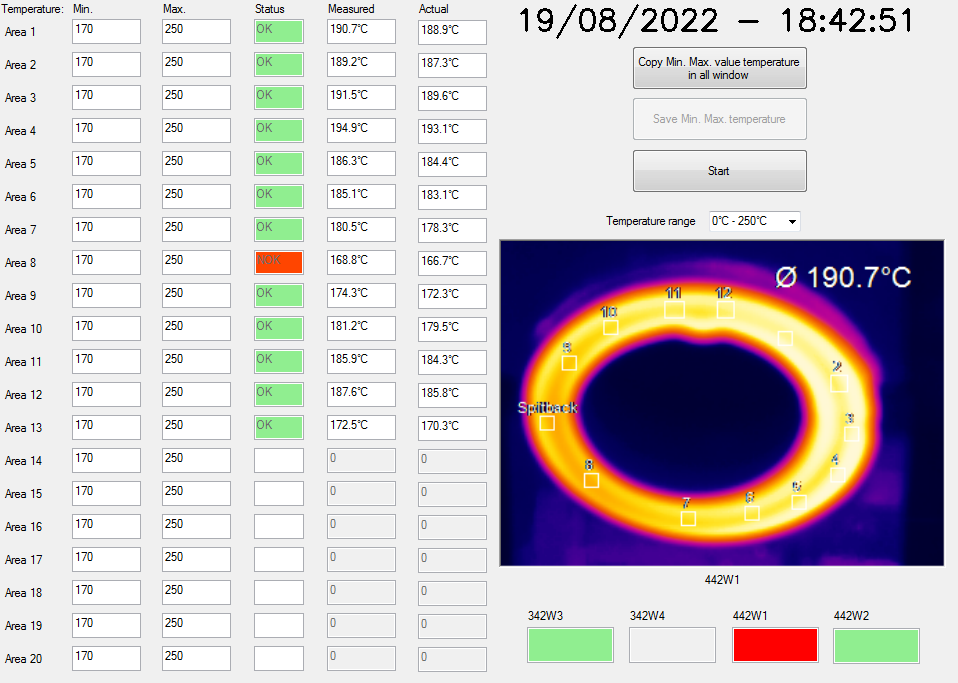 Temperature: Min. Max. Status Measured Actual
Area 1 170 250 OK 190.7°C 188.9°C
Area 2 170 250 OK 189.2°C 187.3°C
Area 3 170 250 OK 191.5°C 189.6°C
Area 4 170 250 OK 194.9°C 193.1°C
Area 5 170 250 OK 186.3°C 184.4°C
Area 6 170 250 OK 185.1°C 183.1°C
Area 7 170 250 OK 180.5°C 178.3°C
Area 8 170 250 NOK 168.8°C 166.7°C
Area 9 170 250 OK 174.3°C 172.3°C
Area 10 170 250 OK 181.2°C 179.5°C
Area 11 170 250 OK 185.9°C 184.3°C
Area 12 170 250 OK 187.6°C 185.8°C
Area 13 170 250 OK 172.5°C 170.3°C
Area 14 170 250 0 0
Area 15 170 250 0 0
Area 16 170 250 0 0
Area 17 170 250 0 0
Area 18 170 250 0 0
Area 19 170 250 0 0
Area 20 170 250 0 0
19/08/2022 - 18:42:51
Copy Min. Max. value temperature
in all window
Save Min. Max. temperature
Start
Temperature range 0°C - 250°C
Ø 190.7°C
11 12
10
9
2
Splitback
3
4
8
5
6
7
442W1
342W3 342W4 442W1 442W2